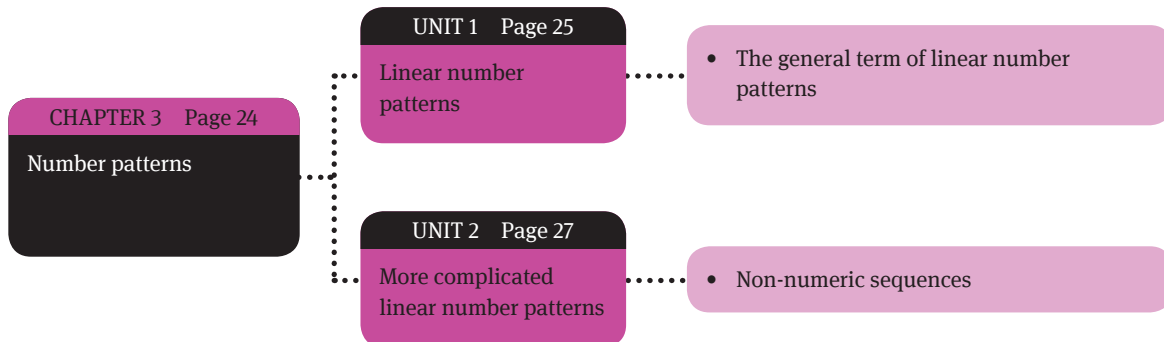 CHAPTER 3 Page 24
Number patterns
UNIT 1 Page 25
Linear number
patterns
• The general term of linear number
patterns
UNIT 2 Page 27
More complicated
linear number patterns
• Non-numeric sequences